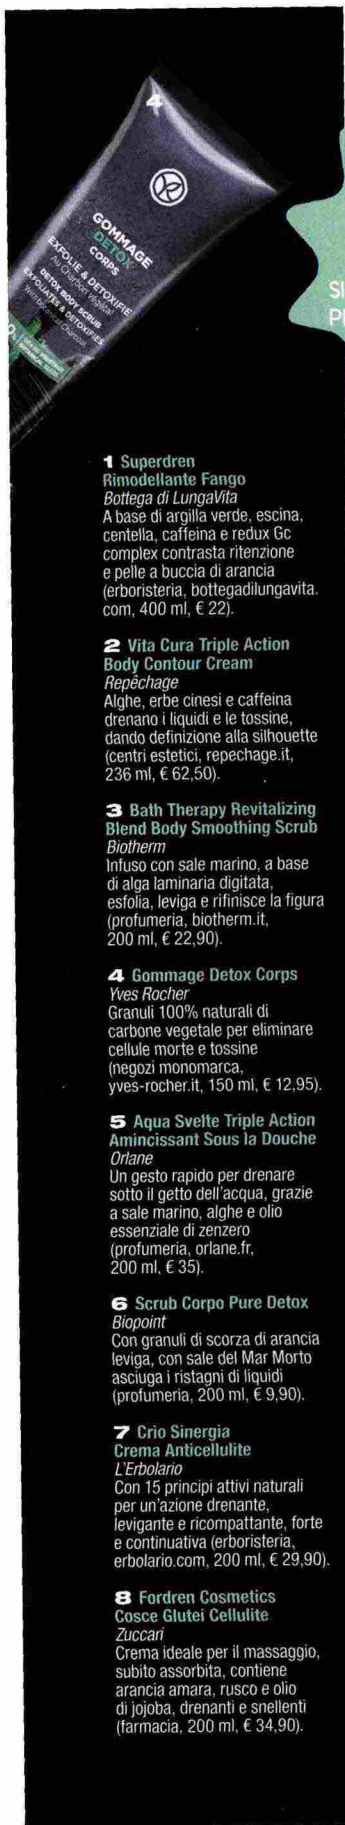 4
GOMMAGE
DETOX
CORPS
EXFOLIE & DETOXIFIE
Au Charbon Végétal
DETOX BODY SCRUB
EXFOLIATES & DETOXIFIES
With Botanical Charcoal
1 Superdren
Rimodellante Fango
Bottega di LungaVita
A base di argilla verde, escina,
centella, caffeina e redux Gc
complex contrasta ritenzione
e pelle a buccia di arancia
(erboristeria, bottegadilungavita.
com, 400 ml, € 22).
2 Vita Cura Triple Action
Body Contour Cream
Repêchage
Alghe, erbe cinesi e caffeina
drenano i liquidi e le tossine,
dando definizione alla silhouette
(centri estetici, repechage.it,
236 ml, € 62,50).
3 Bath Therapy Revitalizing
Blend Body Smoothing Scrub
Biotherm
Infuso con sale marino, a base
di alga laminaria digitata,
esfolia, leviga e rifinisce la figura
(profumeria, biotherm.it,
200 ml, € 22,90).
4 Gommage Detox Corps
Yves Rocher
Granuli 100% naturali di
carbone vegetale per eliminare
cellule morte e tossine
(negozi monomarca,
yves-rocher.it, 150 ml, € 12,95).
5 Aqua Svelte Triple Action
Amincissant Sous la Douche
Orlane
Un gesto rapido per drenare
sotto il getto dell'acqua, grazie
a sale marino, alghe e olio
essenziale di zenzero
(profumeria, orlane.fr,
200 ml, € 35).
6 Scrub Corpo Pure Detox
Biopoint
Con granuli di scorza di arancia
leviga, con sale del Mar Morto
asciuga i ristagni di liquidi
(profumeria, 200 ml, € 9,90).
7 Crio Sinergia
Crema Anticellulite
L'Erbolario
Con 15 principi attivi naturali
per un'azione drenante,
levigante e ricompattante, forte
e continuativa (erboristeria,
erbolario.com, 200 ml, € 29,90).
8 Fordren Cosmetics
Cosce Glutei Cellulite
Zuccari
Crema ideale per il massaggio,
subito assorbita, contiene
arancia amara, rusco e olio
di jojoba, drenanti e snellenti
(farmacia, 200 ml, € 34,90).